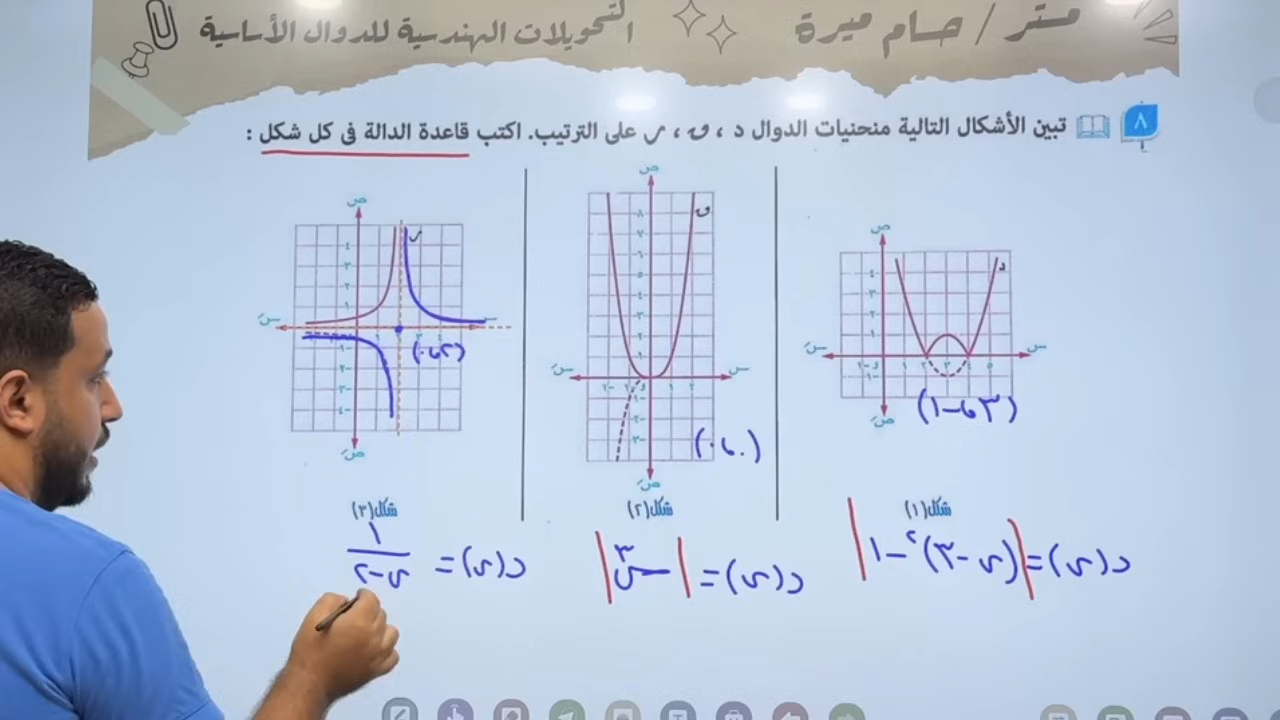 مستر / حسام ميرة
التحويلات الهندسية للدوال الأساسية
٨ تبين الأشكال التالية منحنيات الدوال د ، ق ، ر على الترتيب. اكتب قاعدة الدالة فى كل شكل :
(٣ ، -١)
(٠ ، ٠)
(٢ ، ٠)
شكل (١)
شكل (٢)
شكل (٣)
د(س) = |(س - ٣)٢ - ١|
د(س) = |س٣|
د(س) = ١/(س-٢)